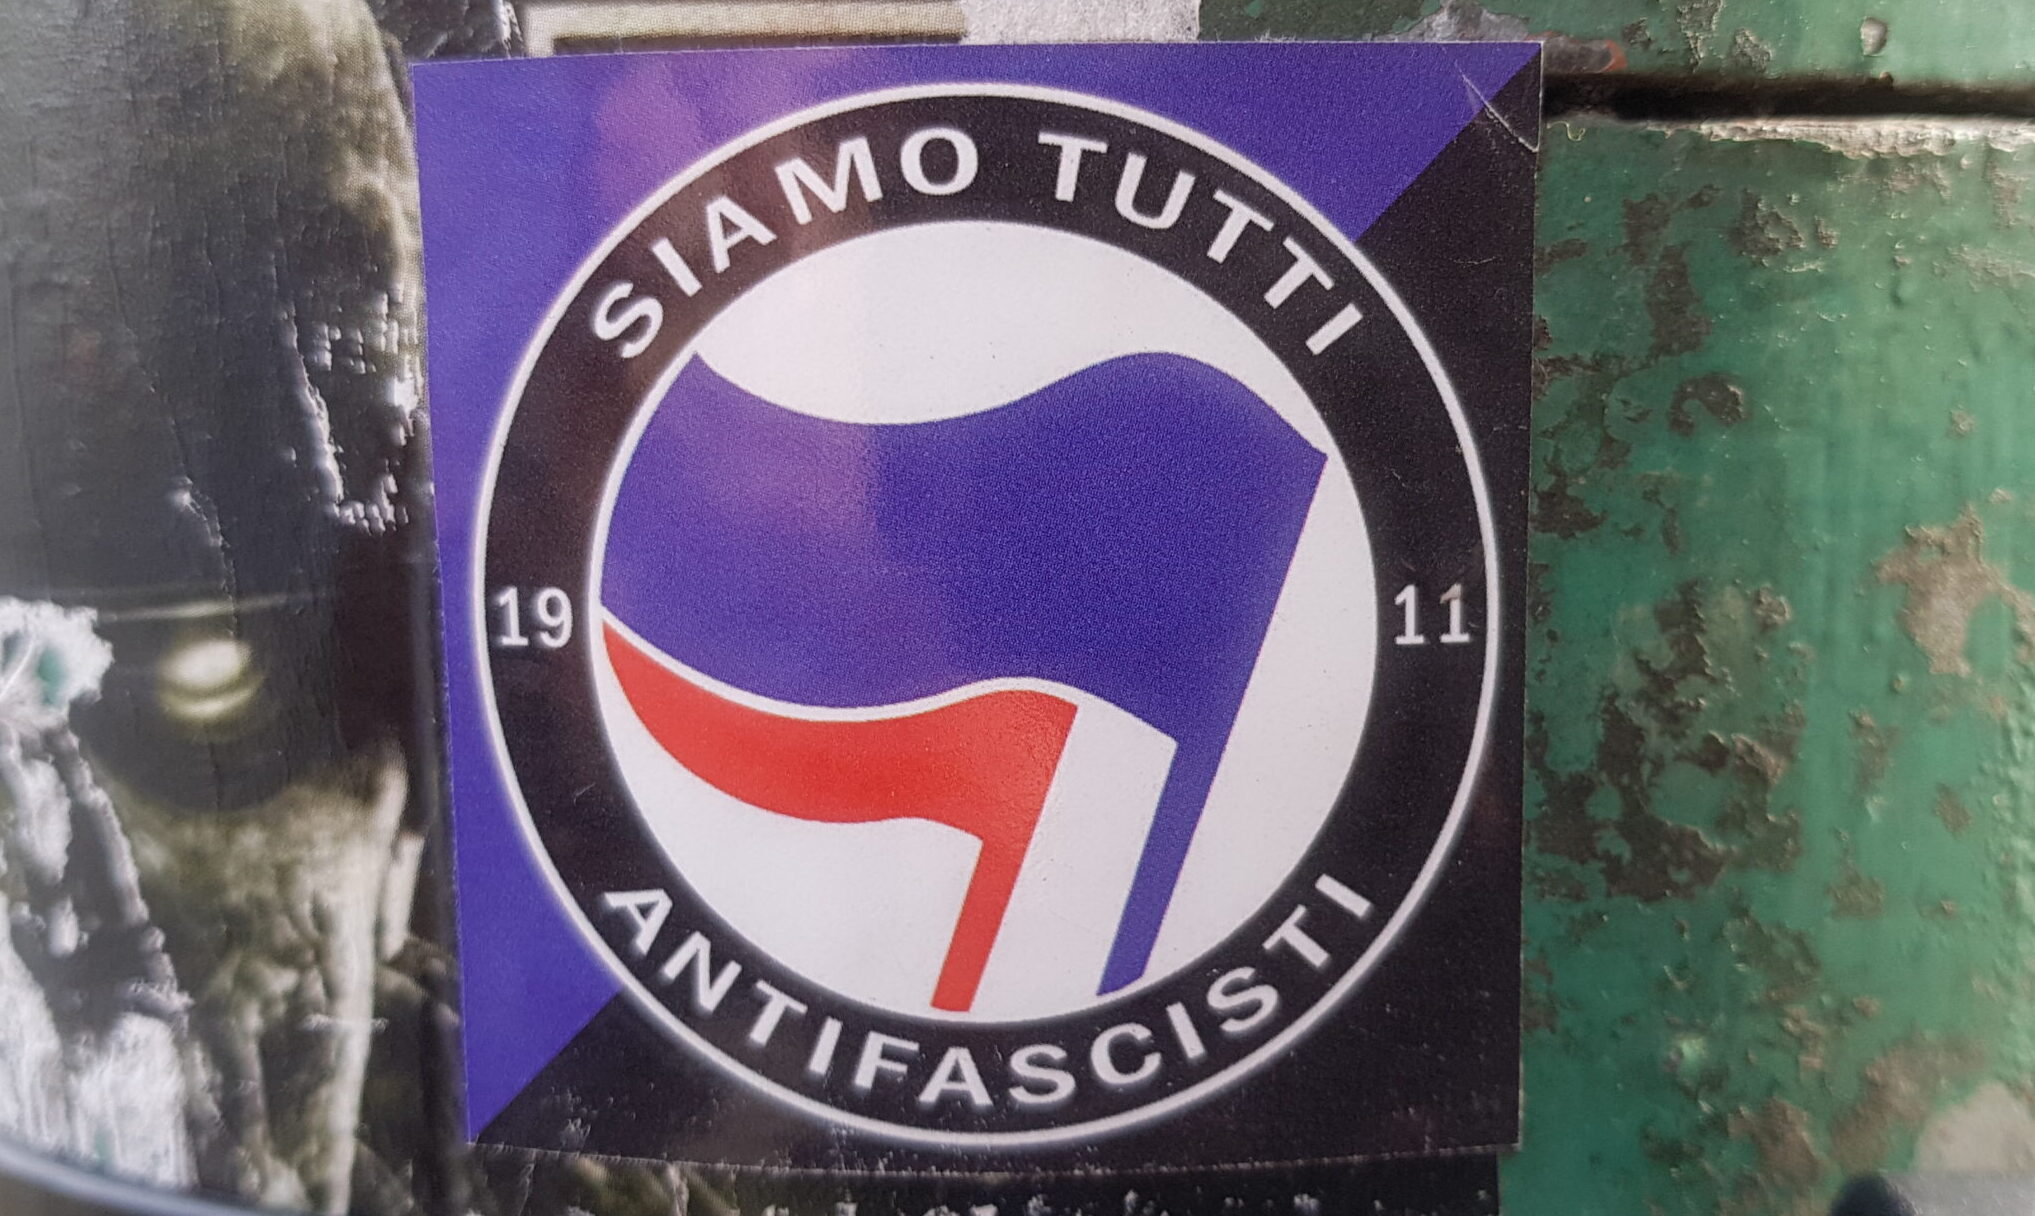 SIAMO TUTTI
19 11
ANTIFASCISTI